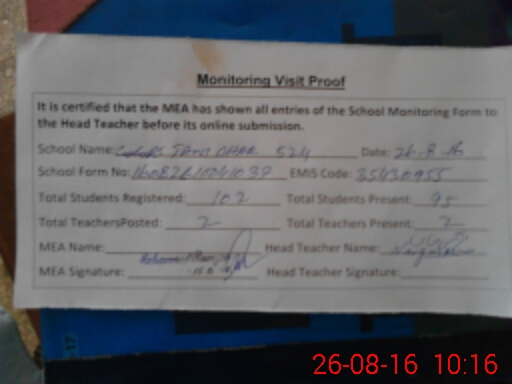 Monitoring Visit Proof
It is certified that the MEA has shown all entries of the School Monitoring Form to
the Head Teacher before its online submission.
School Name: 524 Date: 26-8-16
School Form No: EMIS Code: 35430955
Total Students Registered: 102 Total Students Present: 95
Total TeachersPosted: 2 Total Teachers Present: 2
MEA Name: Head Teacher Name:
MEA Signature: Head Teacher Signature:
26-08-16 10:16